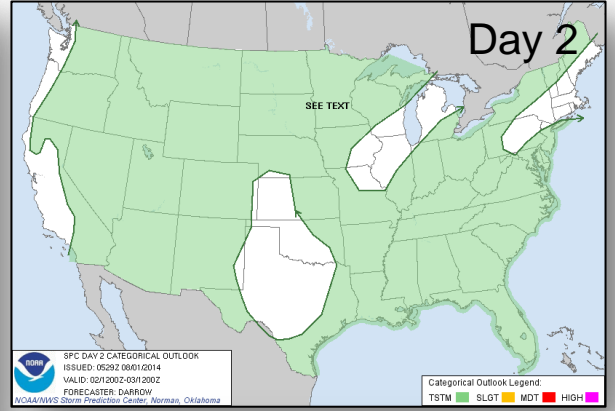 Day 2
SEE TEXT
NOAA
SPC DAY 2 CATEGORICAL OUTLOOK
ISSUED: 0529Z 08/01/2014
VALID: 02/1200Z-03/1200Z
FORECASTER: DARROW
NOAA/NWS Storm Prediction Center, Norman, Oklahoma
Categorical Outlook Legend:
TSTM SLGT MDT HIGH